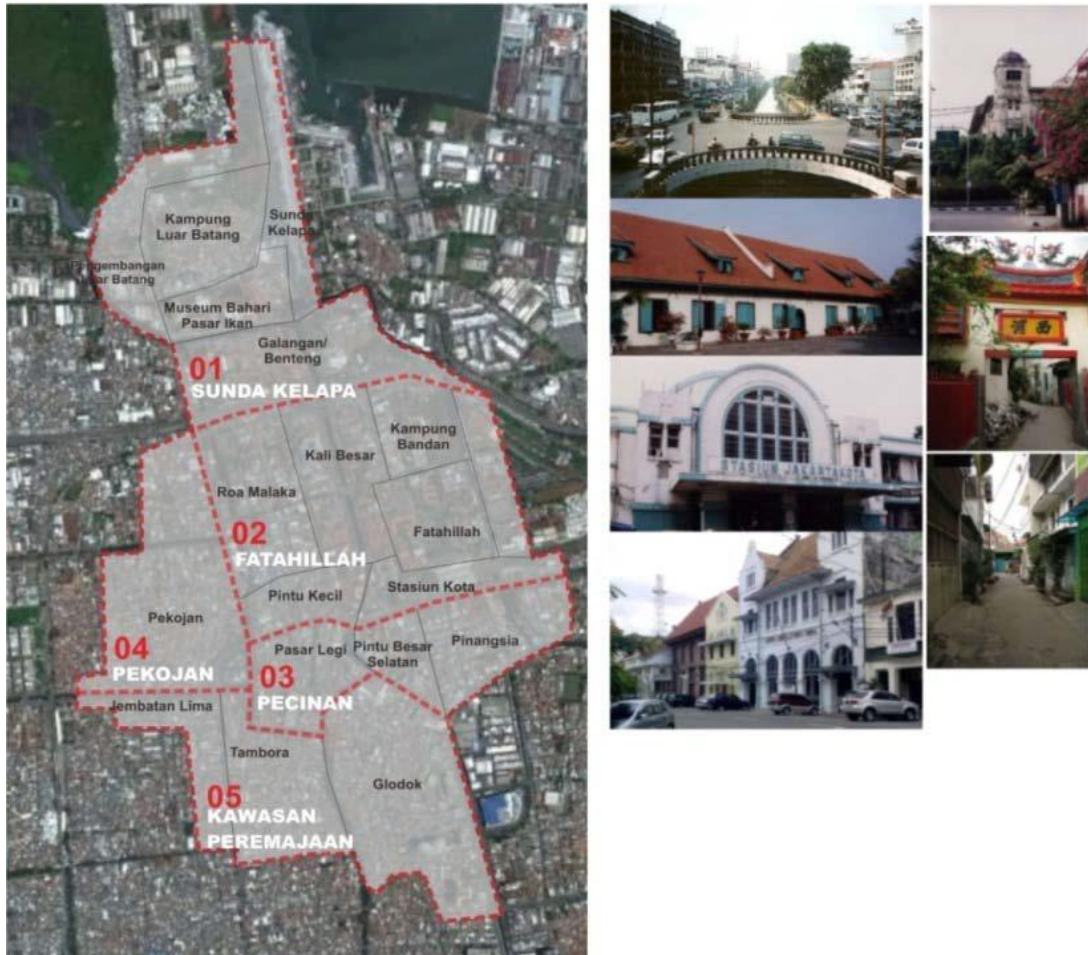 Kampung
Luar Batang
Sunda
Kelapa
Pengembangan
Luar Batang
Museum Bahari
Pasar Ikan
Galangan/
Benteng
01
SUNDA KELAPA
Kampung
Bandan
Kali Besar
Roa Malaka
Fatahillah
02
FATAHILLAH
Stasiun Kota
Pintu Kecil
Pekojan
Pasar Legi
Pintu Besar
Selatan
Pinangsia
04
PEKOJAN
03
PECINAN
Jembatan Lima
Tambora
Glodok
05
KAWASAN
PEREMAJAAN
STASIUN JAKARTAKOTA